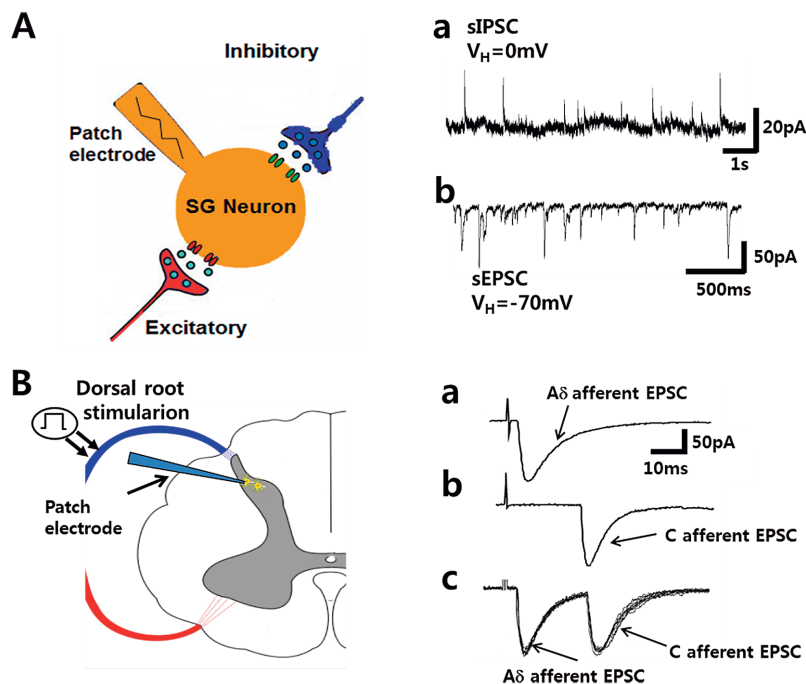 A
Inhibitory
Patch
electrode
SG Neuron
Excitatory
a
sIPSC
VH=0mV
20pA
1s
b
sEPSC
VH=-70mV
50pA
500ms
B
Dorsal root
stimularion
Patch
electrode
a
Aδ afferent EPSC
50pA
10ms
b
C afferent EPSC
c
C afferent EPSC
Aδ afferent EPSC